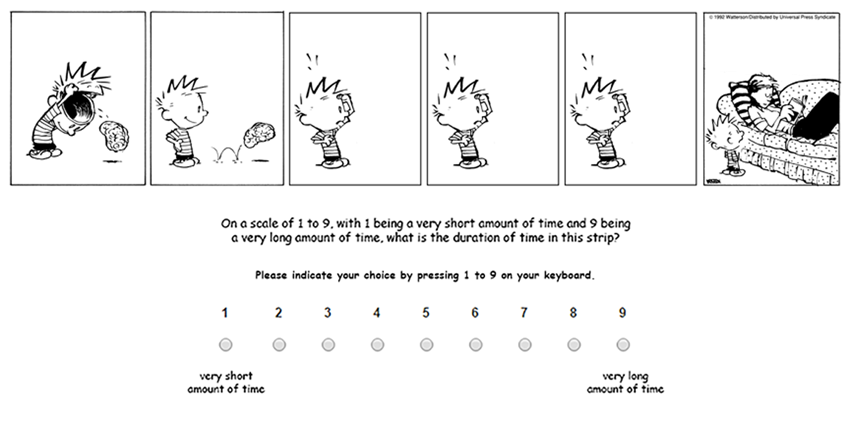 © 1992 Watterson/Distributed by Universal Press Syndicate
On a scale of 1 to 9, with 1 being a very short amount of time and 9 being
a very long amount of time, what is the duration of time in this strip?
Please indicate your choice by pressing 1 to 9 on your keyboard.
1 2 3 4 5 6 7 8 9
very short very long
amount of time amount of time